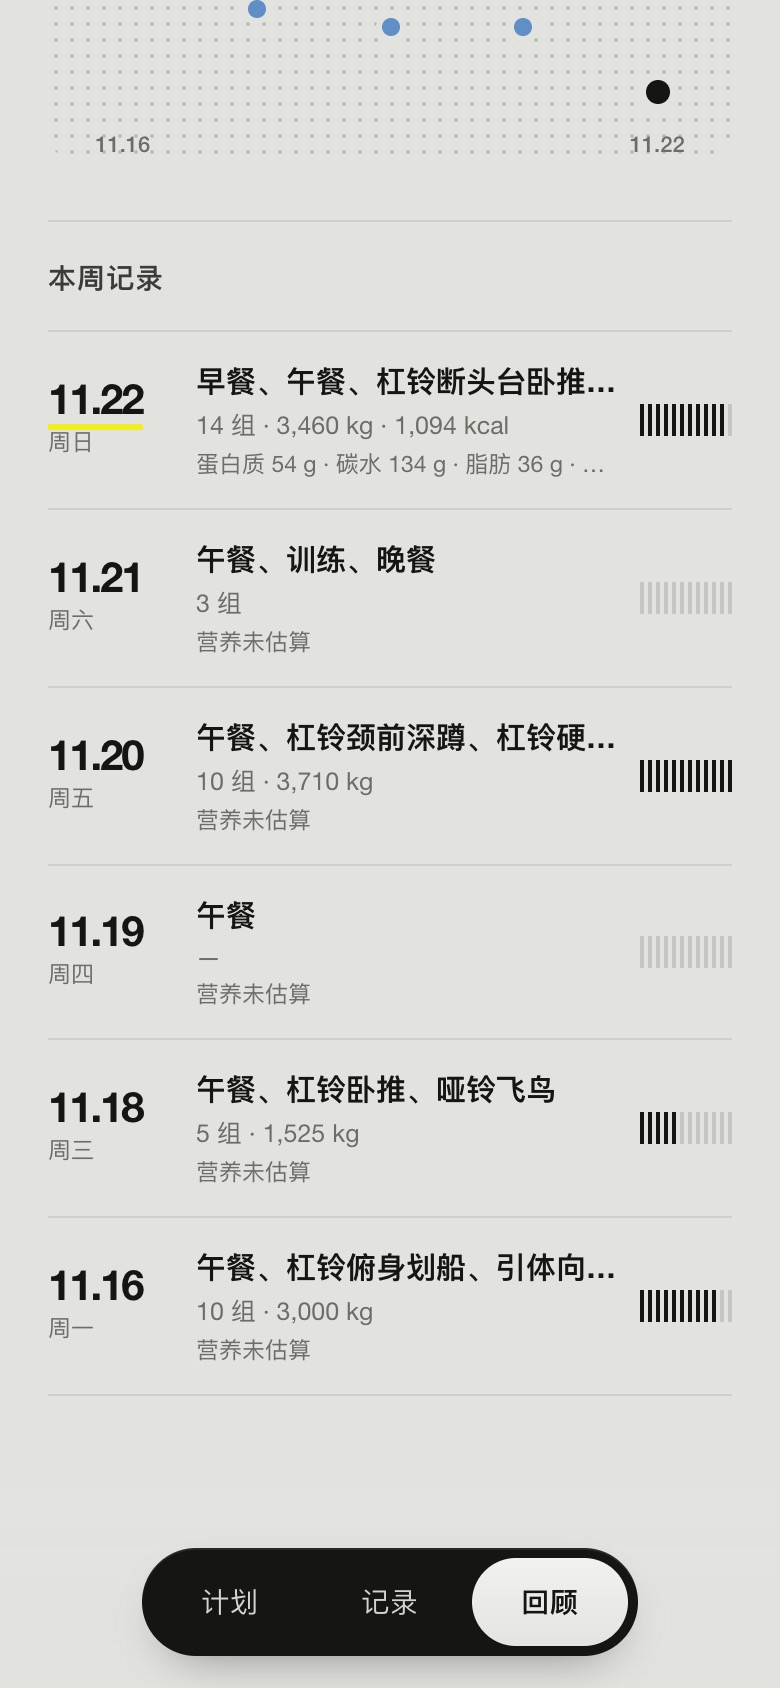 11.16
11.22
本周记录
11.22
周日
早餐、午餐、杠铃断头台卧推...
14 组 · 3,460 kg · 1,094 kcal
蛋白质 54 g · 碳水 134 g · 脂肪 36 g · ...
11.21
周六
午餐、训练、晚餐
3 组
营养未估算
11.20
周五
午餐、杠铃颈前深蹲、杠铃硬...
10 组 · 3,710 kg
营养未估算
11.19
周四
午餐
—
营养未估算
11.18
周三
午餐、杠铃卧推、哑铃飞鸟
5 组 · 1,525 kg
营养未估算
11.16
周一
午餐、杠铃俯身划船、引体向...
10 组 · 3,000 kg
营养未估算
计划
记录
回顾